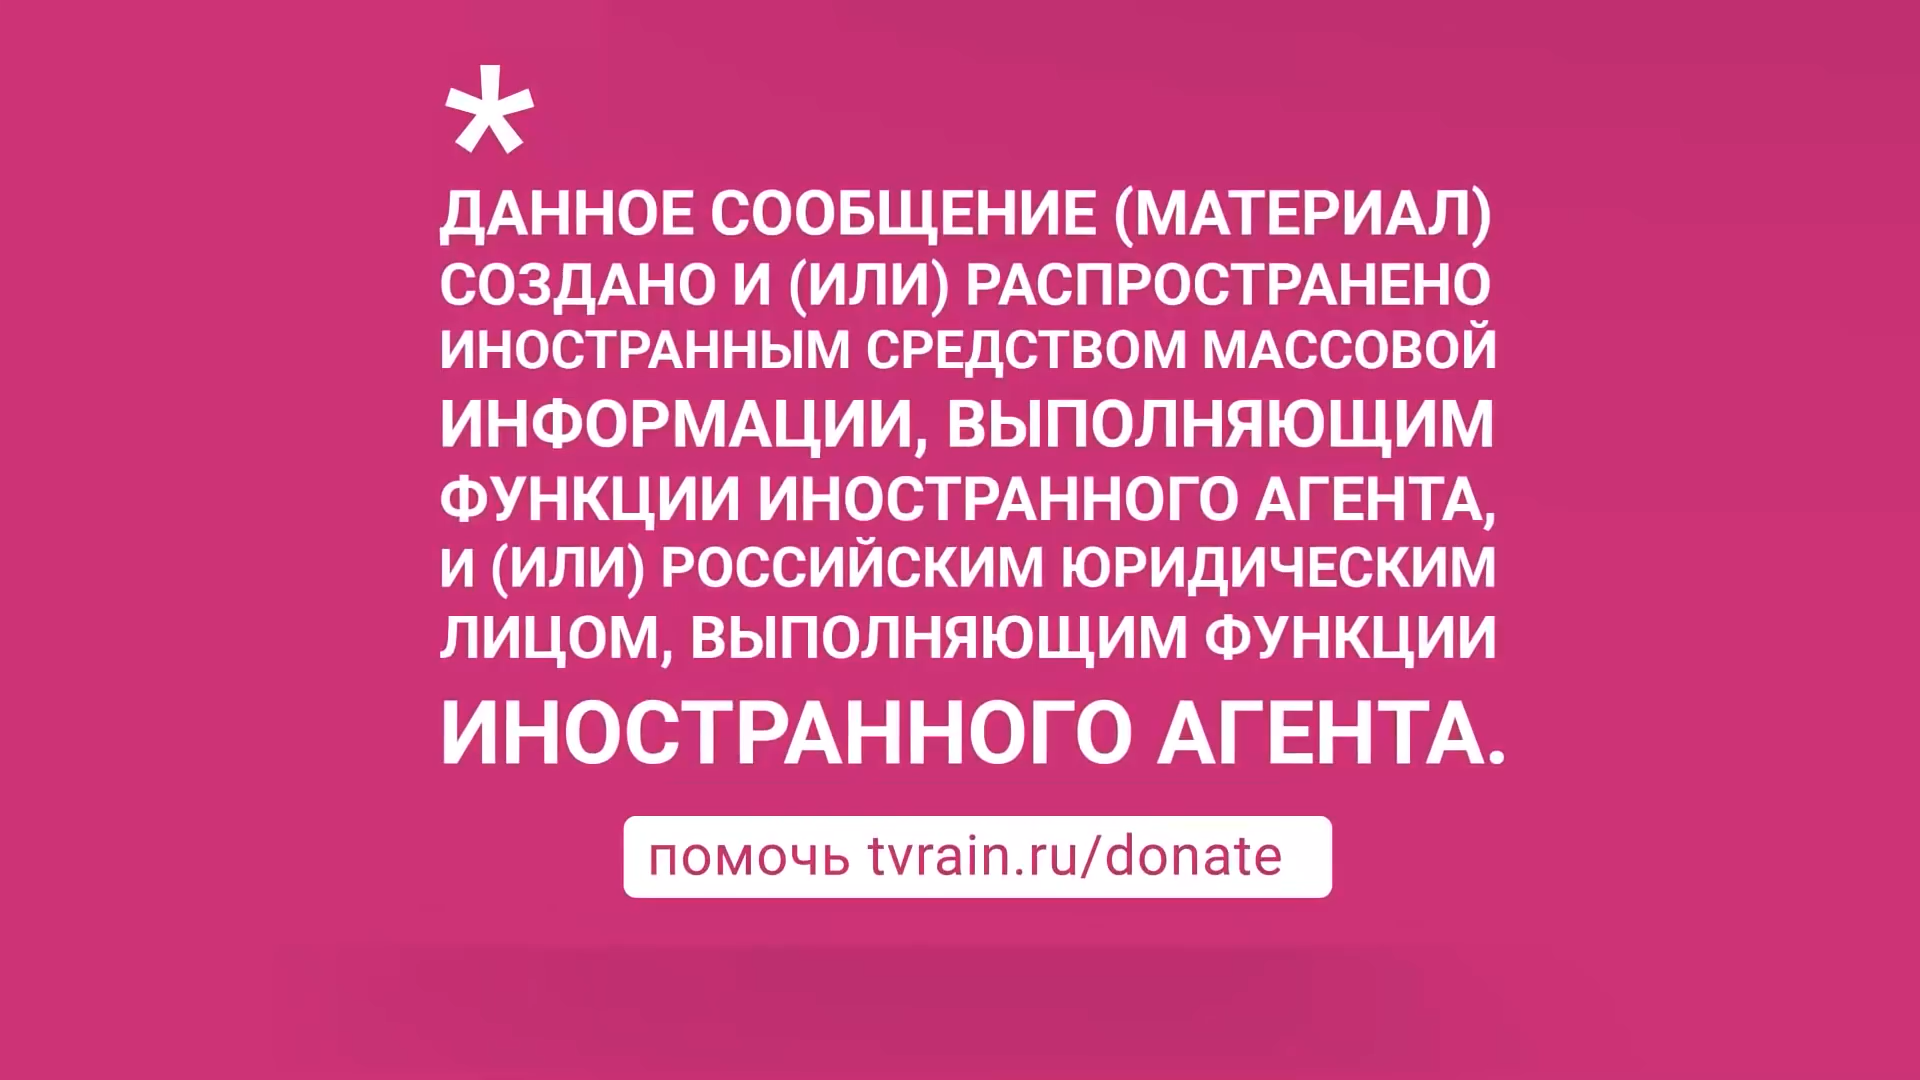 *
ДАННОЕ СООБЩЕНИЕ (МАТЕРИАЛ)
СОЗДАНО И (ИЛИ) РАСПРОСТРАНЕНО
ИНОСТРАННЫМ СРЕДСТВОМ МАССОВОЙ
ИНФОРМАЦИИ, ВЫПОЛНЯЮЩИМ
ФУНКЦИИ ИНОСТРАННОГО АГЕНТА,
И (ИЛИ) РОССИЙСКИМ ЮРИДИЧЕСКИМ
ЛИЦОМ, ВЫПОЛНЯЮЩИМ ФУНКЦИИ
ИНОСТРАННОГО АГЕНТА.
помочь tvrain.ru/donate